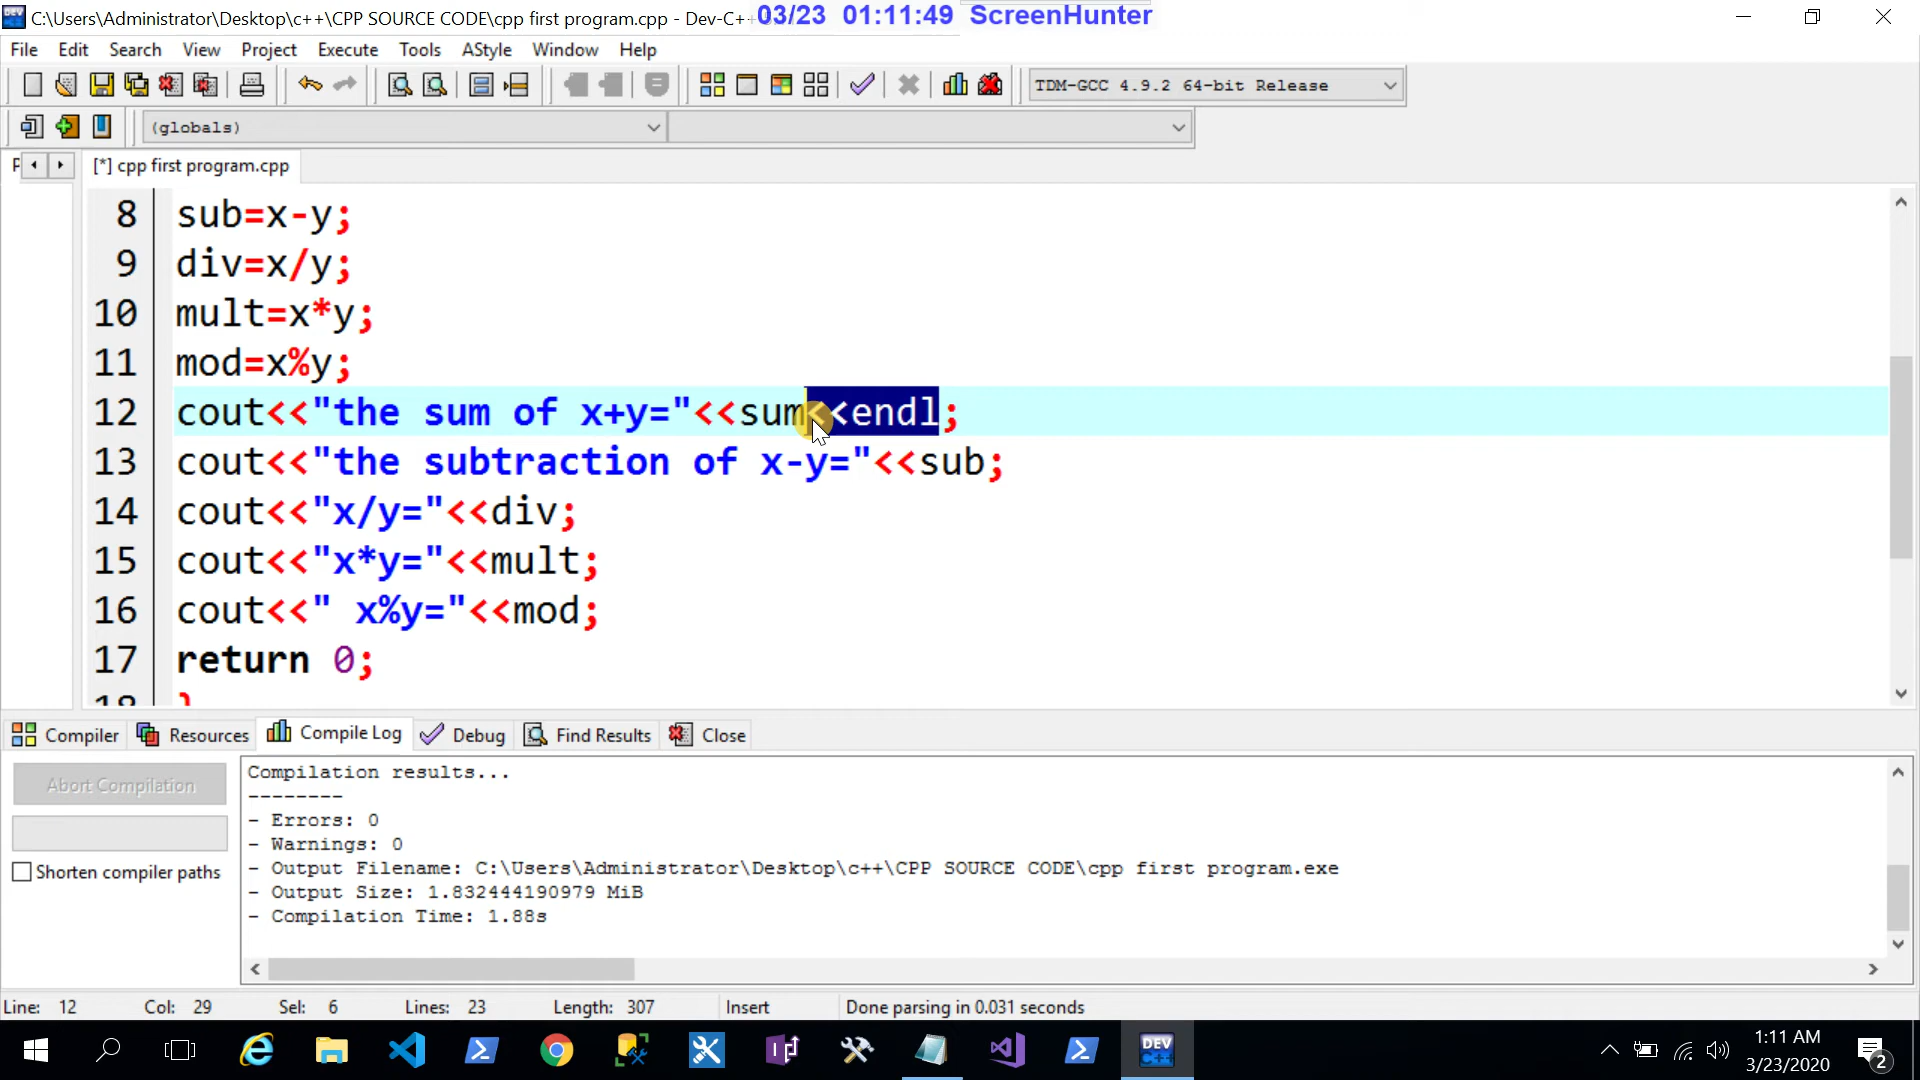 C:\Users\Administrator\Desktop\c++\CPP SOURCE CODE\cpp first program.cpp - Dev-C++
03/23 01:11:49 ScreenHunter
File Edit Search View Project Execute Tools AStyle Window Help
TDM-GCC 4.9.2 64-bit Release
(globals)
[*] cpp first program.cpp
8 sub=x-y;
9 div=x/y;
10 mult=x*y;
11 mod=x%y;
12 cout<<"the sum of x+y="<<sum<<endl;
13 cout<<"the subtraction of x-y="<<sub;
14 cout<<"x/y="<<div;
15 cout<<"x*y="<<mult;
16 cout<<" x%y="<<mod;
17 return 0;
18 }
Compiler Resources Compile Log Debug Find Results Close
Abort Compilation
Shorten compiler paths
Compilation results...
--------
- Errors: 0
- Warnings: 0
- Output Filename: C:\Users\Administrator\Desktop\c++\CPP SOURCE CODE\cpp first program.exe
- Output Size: 1.832444190979 MiB
- Compilation Time: 1.88s
Line: 12 Col: 29 Sel: 6 Lines: 23 Length: 307 Insert Done parsing in 0.031 seconds
DEV C++
1:11 AM
3/23/2020
2